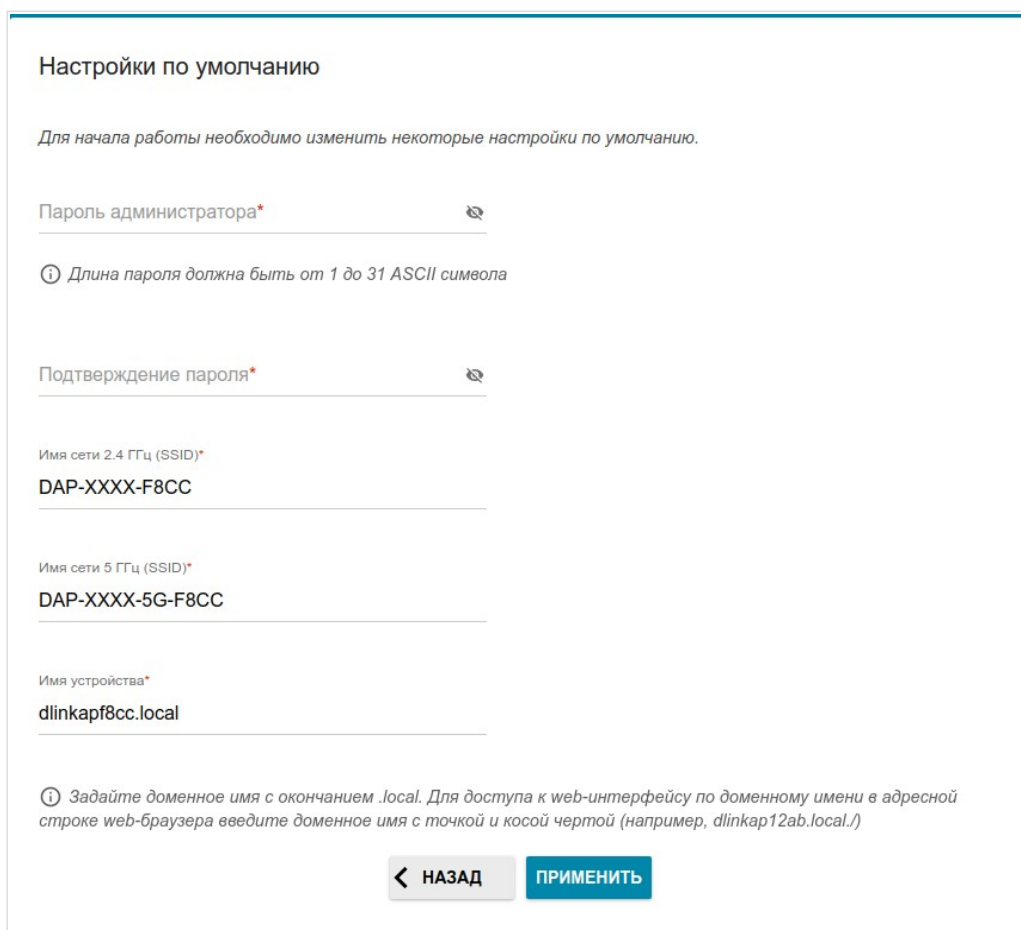 Настройки по умолчанию
Для начала работы необходимо изменить некоторые настройки по умолчанию.
Пароль администратора*
Длина пароля должна быть от 1 до 31 ASCII символа
Подтверждение пароля*
Имя сети 2.4 ГГц (SSID)*
DAP-XXXX-F8CC
Имя сети 5 ГГц (SSID)*
DAP-XXXX-5G-F8CC
Имя устройства*
dlinkapf8cc.local
Задайте доменное имя с окончанием .local. Для доступа к web-интерфейсу по доменному имени в адресной
строке web-браузера введите доменное имя с точкой и косой чертой (например, dlinkap12ab.local./)
НАЗАД ПРИМЕНИТЬ